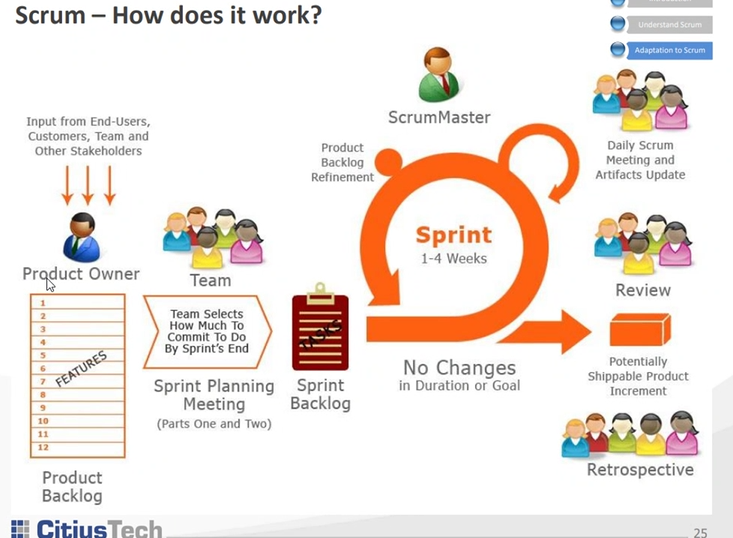 Scrum – How does it work?
Understand Scrum
Adaptation to Scrum
Input from End-Users,
Customers, Team and
Other Stakeholders
Product Owner
Team
1
2
3
4
5
6
7
8
9
10
11
12
FEATURES
Product
Backlog
Team Selects
How Much To
Commit To Do
By Sprint's End
Sprint Planning
Meeting
(Parts One and Two)
TASKS
Sprint
Backlog
ScrumMaster
Product
Backlog
Refinement
Sprint
1-4 Weeks
No Changes
in Duration or Goal
Daily Scrum
Meeting and
Artifacts Update
Review
Potentially
Shippable Product
Increment
Retrospective
CitiusTech
25